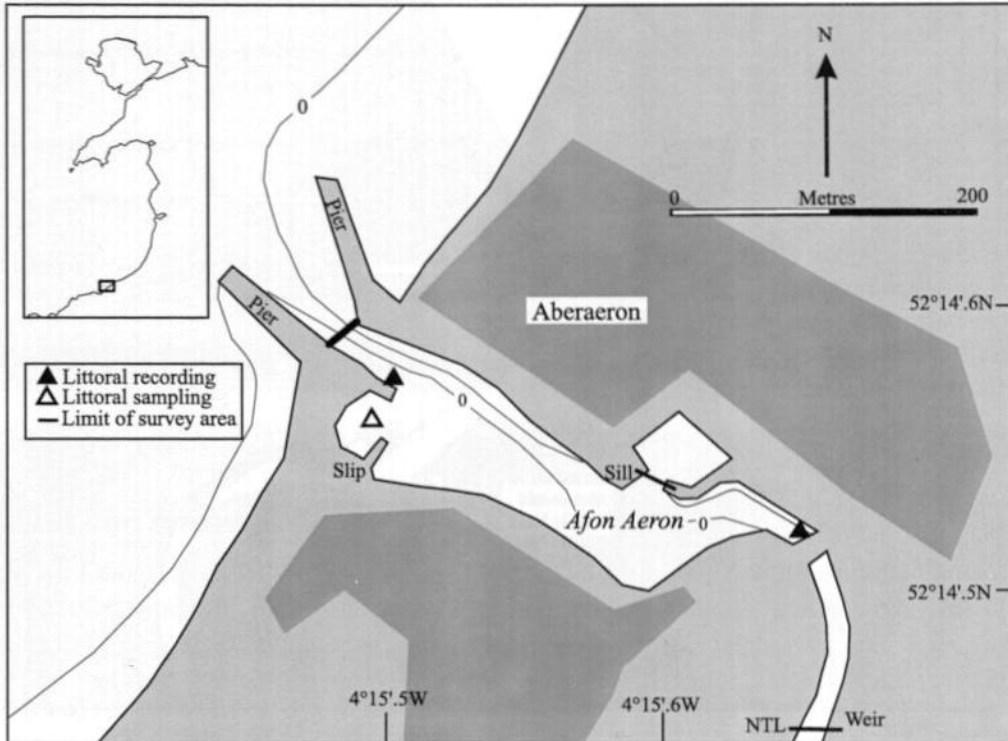 N
0
0
Metres
200
Pier
Pier
52°14'.6N
Aberaeron
Littoral recording
Littoral sampling
Limit of survey area
0
Slip
Sill
Afon Aeron
0
52°14'.5N
4°15'.5W
4°15'.6W
NTL
Weir